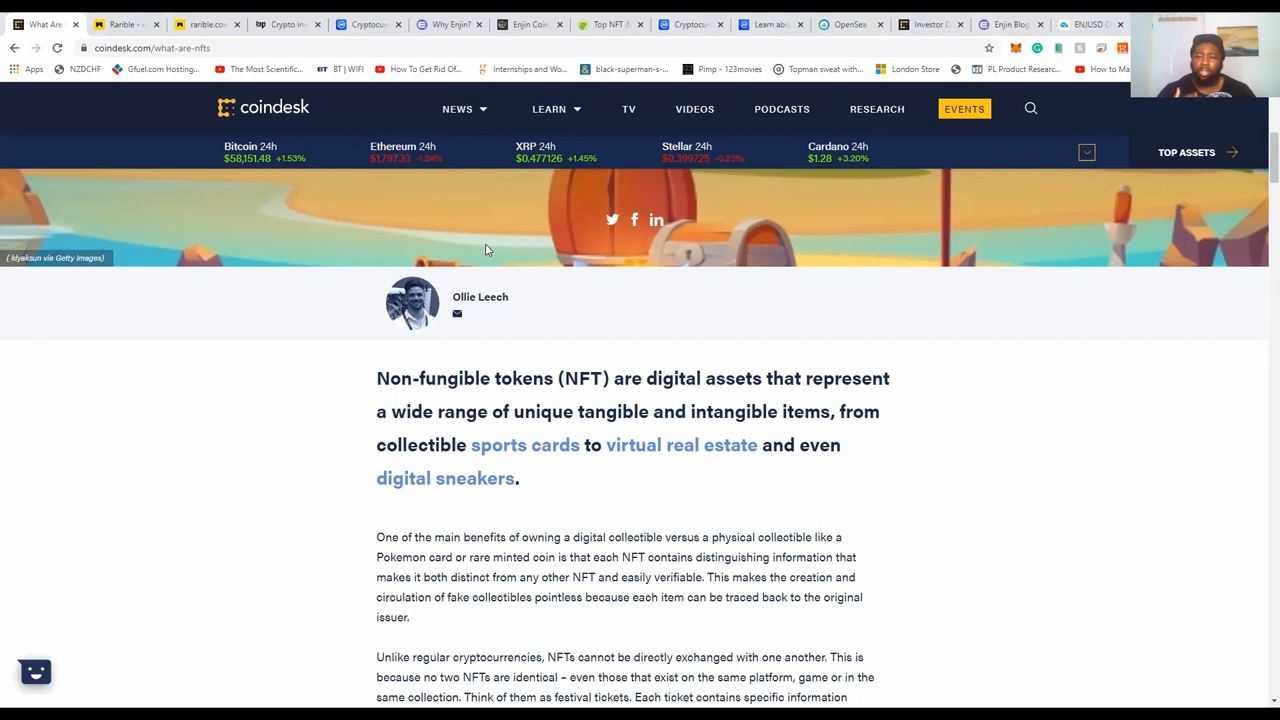 What Are
Rarible -
rarible.co
Crypto in
Cryptocur
Why Enjin?
Enjin Coin
Top NFT &
Cryptocur
Learn abo
OpenSea
Investor D
Enjin Blog
ENJUSD
coindesk.com/what-are-nfts
Apps
NZDCHF
Gfuel.com Hosting...
The Most Scientific...
BT | WIFI
How To Get Rid Of...
Internships and Wo...
black-superman-s-...
Pimp - 123movies
Topman sweat with...
London Store
PL Product Researc...
How to Ma
coindesk
NEWS
LEARN
TV
VIDEOS
PODCASTS
RESEARCH
EVENTS
Bitcoin 24h
$58,151.48 +1.53%
Ethereum 24h
$1,797.33 -1.24%
XRP 24h
$0.477126 +1.45%
Stellar 24h
$0.399725 -0.23%
Cardano 24h
$1.28 +3.20%
TOP ASSETS
( klyaksun via Getty Images)
Ollie Leech
Non-fungible tokens (NFT) are digital assets that represent
a wide range of unique tangible and intangible items, from
collectible sports cards to virtual real estate and even
digital sneakers.
One of the main benefits of owning a digital collectible versus a physical collectible like a
Pokemon card or rare minted coin is that each NFT contains distinguishing information that
makes it both distinct from any other NFT and easily verifiable. This makes the creation and
circulation of fake collectibles pointless because each item can be traced back to the original
issuer.
Unlike regular cryptocurrencies, NFTs cannot be directly exchanged with one another. This is
because no two NFTs are identical – even those that exist on the same platform, game or in the
same collection. Think of them as festival tickets. Each ticket contains specific information